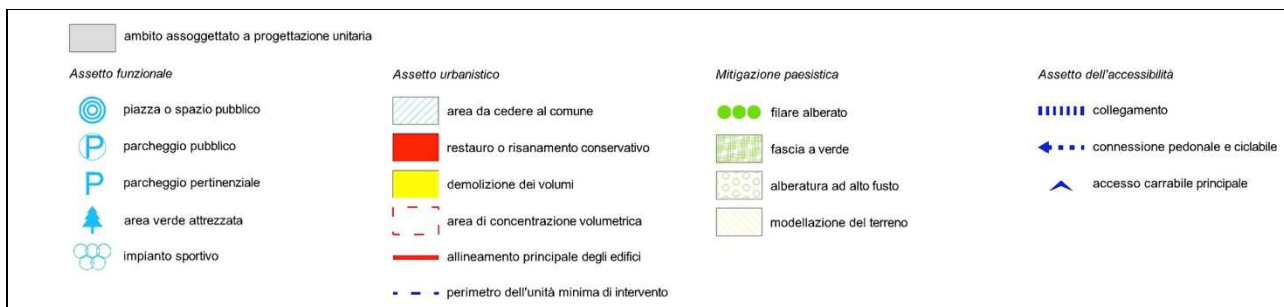 ambito assoggettato a progettazione unitaria
Assetto funzionale
piazza o spazio pubblico
P parcheggio pubblico
P parcheggio pertinenziale
area verde attrezzata
impianto sportivo
Assetto urbanistico
area da cedere al comune
restauro o risanamento conservativo
demolizione dei volumi
area di concentrazione volumetrica
allineamento principale degli edifici
perimetro dell'unità minima di intervento
Mitigazione paesistica
filare alberato
fascia a verde
alberatura ad alto fusto
modellazione del terreno
Assetto dell'accessibilità
collegamento
connessione pedonale e ciclabile
accesso carrabile principale